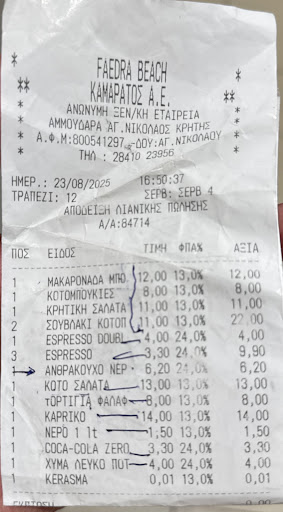 FAEDRA BEACH
ΚΑΜΑΡΑΤΟΣ Α.Ε.
ΑΝΩΝΥΜΗ ΞΕΝ/ΚΗ ΕΤΑΙΡΕΙΑ
ΑΜΜΟΥΔΑΡΑ ΑΓ.ΝΙΚΟΛΑΟΣ ΚΡΗΤΗΣ
Α.Φ.Μ:800541297 -ΔΟΥ:ΑΓ.ΝΙΚΟΛΑΟΥ
ΤΗΛ : 28410 23956
ΗΜΕΡ.: 23/08/2025 16:50:37
ΤΡΑΠΕΖΙ: 12 ΣΕΡΒ: ΣΕΡΒ 4
ΑΠΟΔΕΙΞΗ ΛΙΑΝΙΚΗΣ ΠΩΛΗΣΗΣ
Α/Α:84714
ΠΟΣ ΕΙΔΟΣ ΤΙΜΗ ΦΠΑ% ΑΞΙΑ
1 ΜΑΚΑΡΟΝΑΔΑ ΜΠΟ 12,00 13,0% 12,00
1 ΚΟΤΟΜΠΟΥΚΙΕΣ 8,00 13,0% 8,00
1 ΚΡΗΤΙΚΗ ΣΑΛΑΤΑ 11,00 13,0% 11,00
2 ΣΟΥΒΛΑΚΙ ΚΟΤΟΠ 11,00 13,0% 22,00
1 ESPRESSO DOUBL 4,00 24,0% 4,00
3 ESPRESSO 3,30 24,0% 9,90
1 ΑΝΘΡΑΚΟΥΧΟ ΝΕΡ 6,20 24,0% 6,20
1 ΚΟΤΟ ΣΑΛΑΤΑ 13,00 13,0% 13,00
1 ΤΟΡΤΙΓΙΑ ΦΑΛΑΦ 8,00 13,0% 8,00
1 ΚΑΡΡΙΚΟ 14,00 13,0% 14,00
1 ΝΕΡΟ 1 lt 1,50 13,0% 1,50
1 COCA-COLA ZERO 3,30 24,0% 3,30
1 ΧΥΜΑ ΛΕΥΚΟ ΠΟΤ 4,00 24,0% 4,00
1 KERASMA 0,01 13,0% 0,01